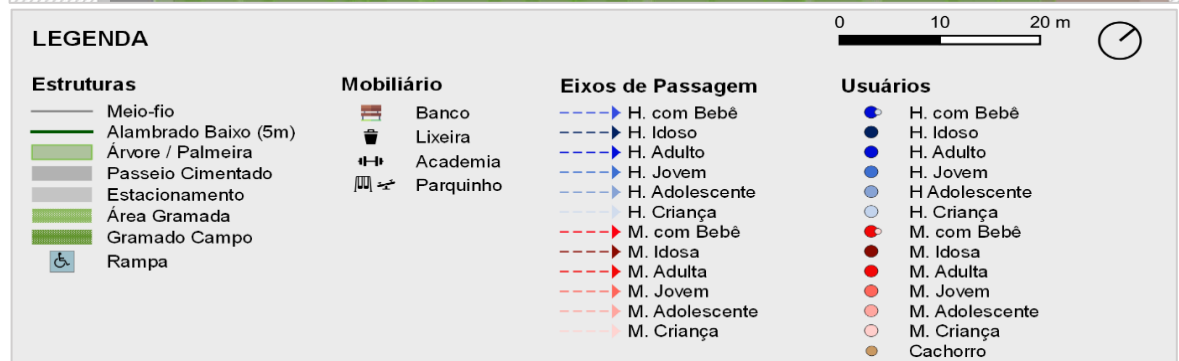 LEGENDA
0 10 20 m
Estruturas
Meio-fio
Alambrado Baixo (5m)
Árvore / Palmeira
Passeio Cimentado
Estacionamento
Área Gramada
Gramado Campo
Rampa
Mobiliário
Banco
Lixeira
Academia
Parquinho
Eixos de Passagem
H. com Bebê
H. Idoso
H. Adulto
H. Jovem
H. Adolescente
H. Criança
M. com Bebê
M. Idosa
M. Adulta
M. Jovem
M. Adolescente
M. Criança
Usuários
H. com Bebê
H. Idoso
H. Adulto
H. Jovem
H Adolescente
H. Criança
M. com Bebê
M. Idosa
M. Adulta
M. Jovem
M. Adolescente
M. Criança
Cachorro